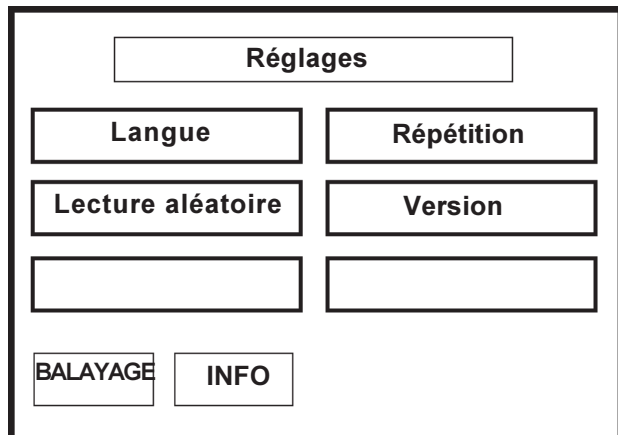 Réglages
Langue
Répétition
Lecture aléatoire
Version
BALAYAGE
INFO